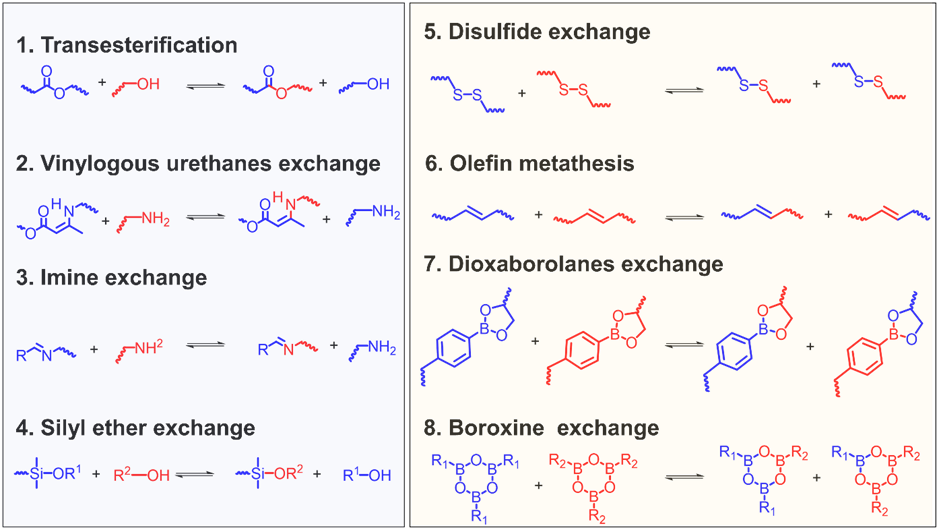 1. Transesterification
O O + OH ⇌ O O + OH
2. Vinylogous urethanes exchange
H N O O + NH2 ⇌ H N O O + NH2
3. Imine exchange
R N + NH2 ⇌ R N + NH2
4. Silyl ether exchange
Si-OR1 + R2-OH ⇌ Si-OR2 + R1-OH
5. Disulfide exchange
S-S + S-S ⇌ S-S + S-S
6. Olefin metathesis
+ ⇌ +
7. Dioxaborolanes exchange
O B O + O B O ⇌ O B O + O B O
8. Boroxine exchange
R1 B O B R1 O O B R1 + R2 B O B R2 O O B R2 ⇌ R1 B O B R2 O O B R1 + R1 B O B R2 O O B R2